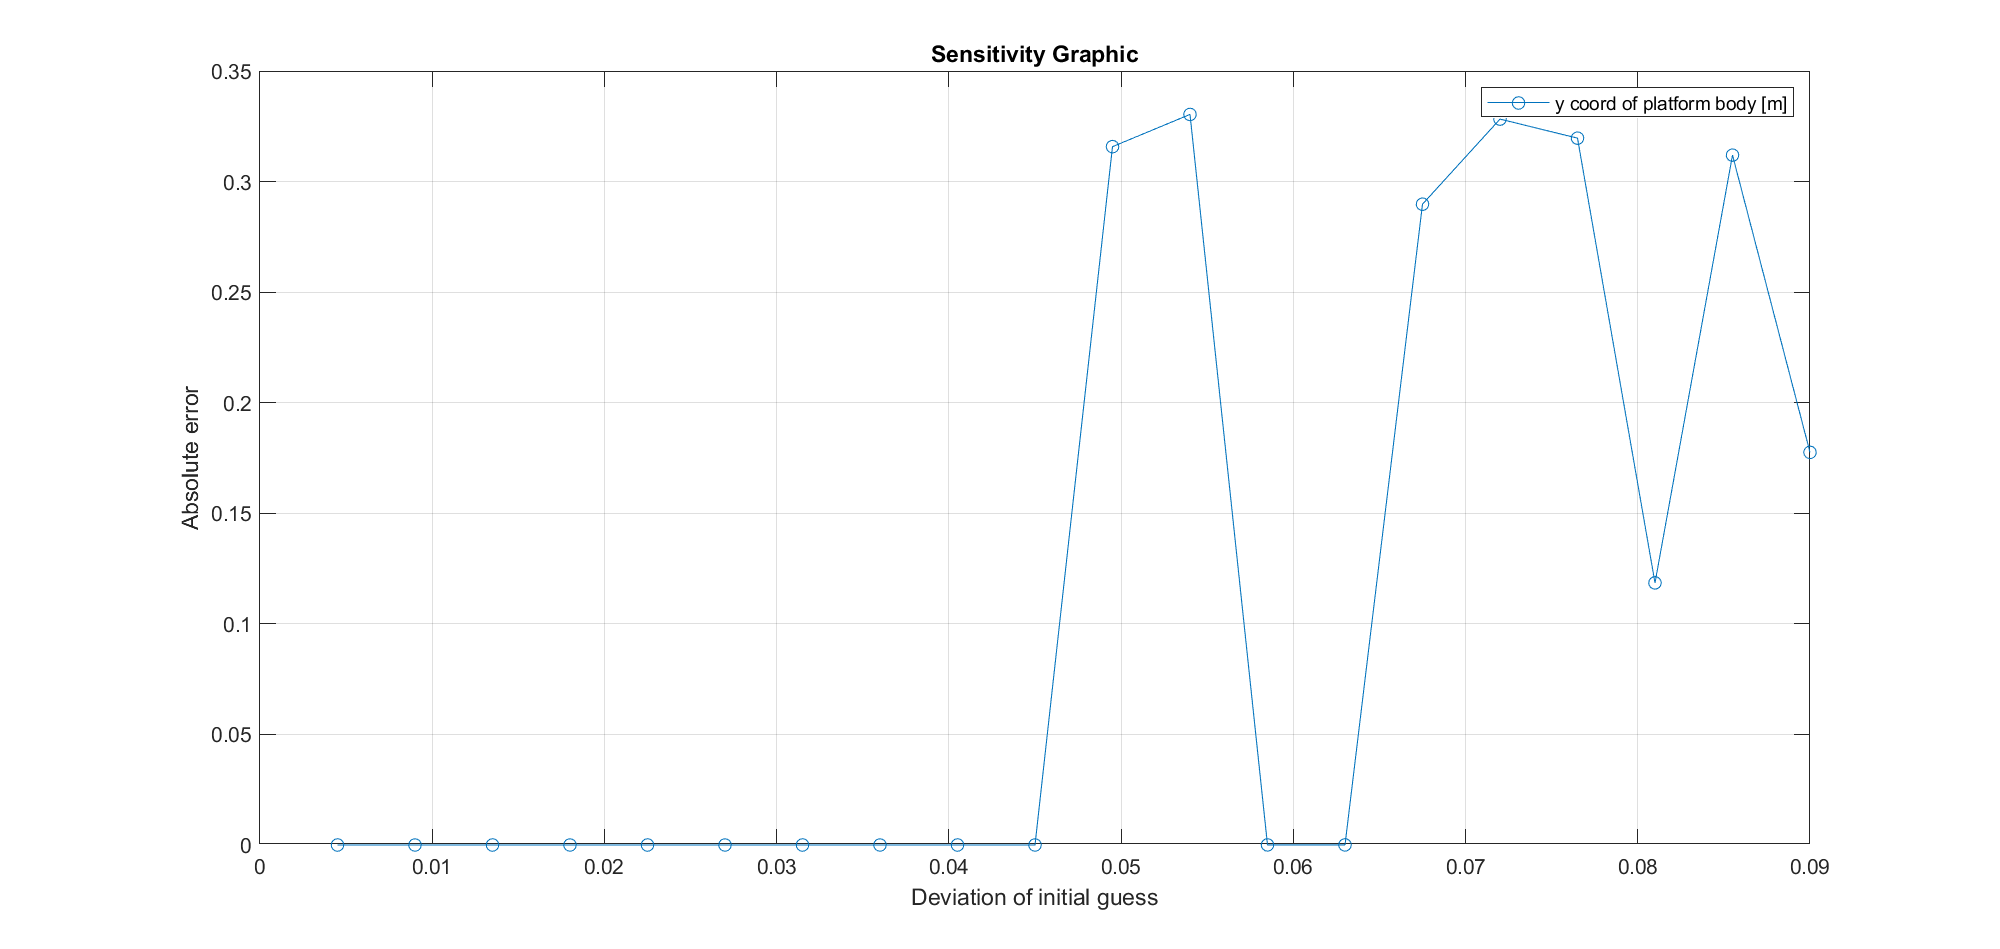 Sensitivity Graphic
y coord of platform body [m]
0.35
0.3
0.25
0.2
0.15
0.1
0.05
0
Absolute error
0 0.01 0.02 0.03 0.04 0.05 0.06 0.07 0.08 0.09
Deviation of initial guess